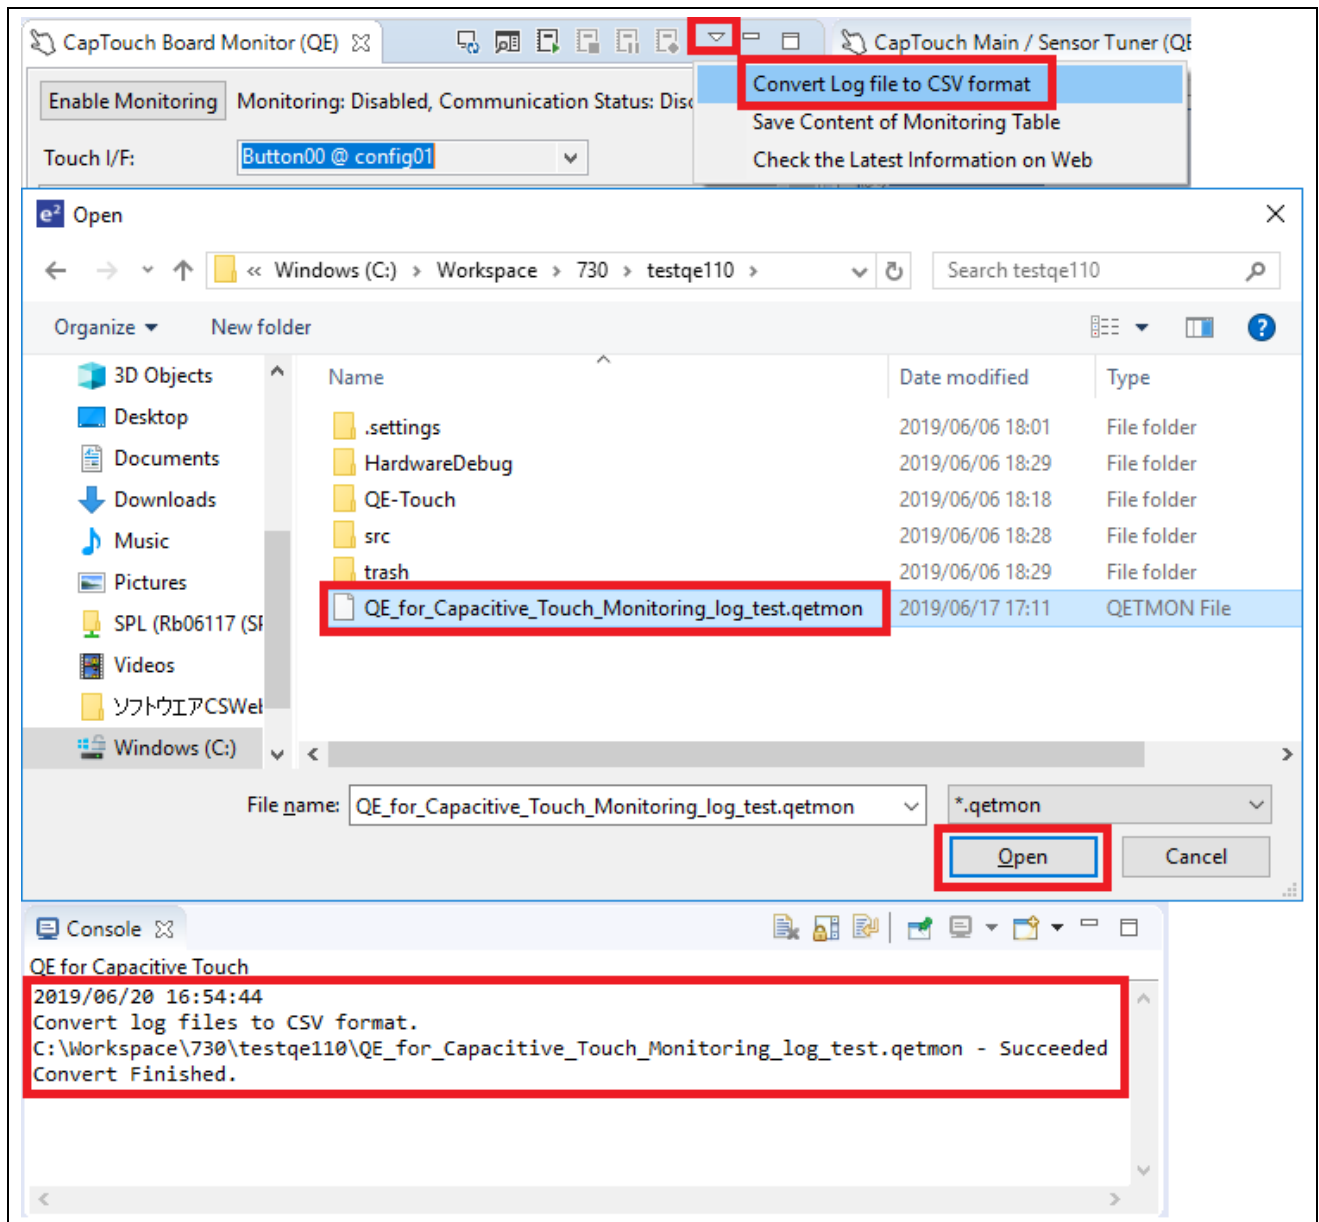 CapTouch Board Monitor (QE)
CapTouch Main / Sensor Tuner (QE
Convert Log file to CSV format
Enable Monitoring Monitoring: Disabled, Communication Status: Disc
Save Content of Monitoring Table
Touch I/F: Button00 @ config01
Check the Latest Information on Web
e² Open
« Windows (C:) > Workspace > 730 > testqe110 >
Search testqe110
Organize New folder
3D Objects
Desktop
Documents
Downloads
Music
Pictures
SPL (Rb06117 (SF
Videos
ソフトウエアCSWeb
Windows (C:)
Name Date modified Type
.settings 2019/06/06 18:01 File folder
HardwareDebug 2019/06/06 18:29 File folder
QE-Touch 2019/06/06 18:18 File folder
src 2019/06/06 18:28 File folder
trash 2019/06/06 18:29 File folder
QE_for_Capacitive_Touch_Monitoring_log_test.qetmon 2019/06/17 17:11 QETMON File
File name: QE_for_Capacitive_Touch_Monitoring_log_test.qetmon *.qetmon
Open Cancel
Console
QE for Capacitive Touch
2019/06/20 16:54:44
Convert log files to CSV format.
C:\Workspace\730\testqe110\QE_for_Capacitive_Touch_Monitoring_log_test.qetmon - Succeeded
Convert Finished.